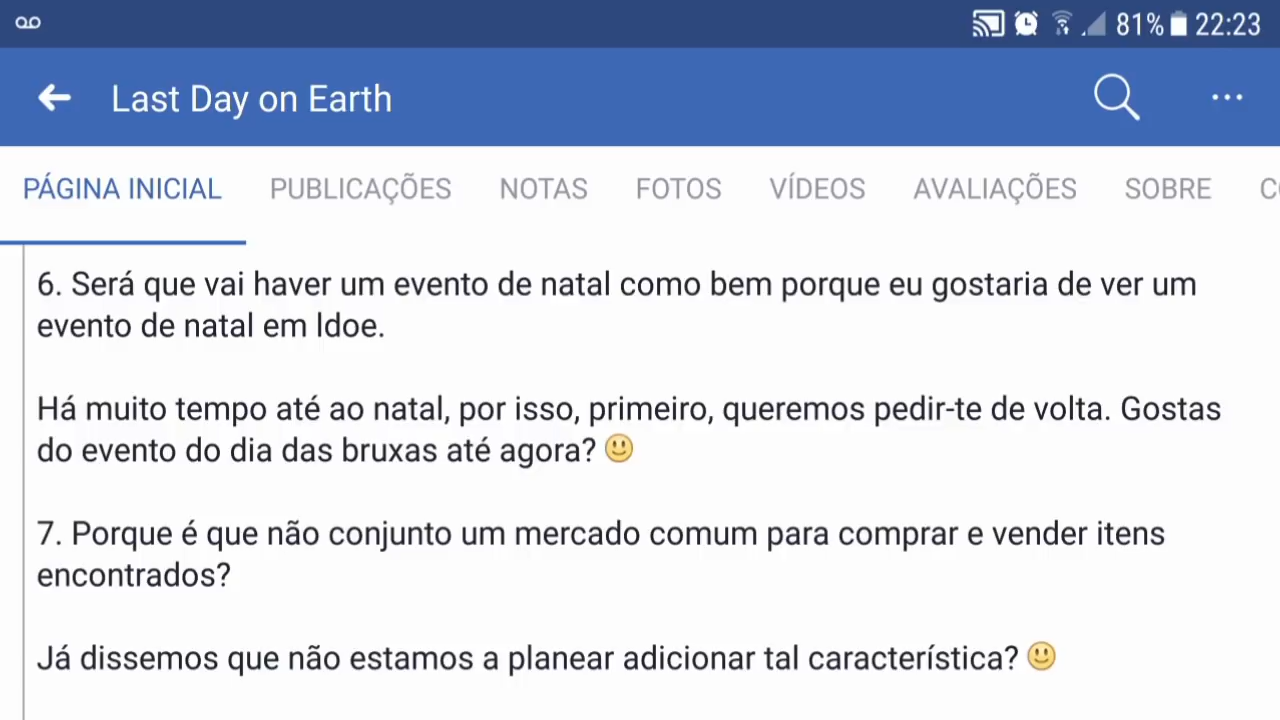 81% 22:23
Last Day on Earth
PÁGINA INICIAL PUBLICAÇÕES NOTAS FOTOS VÍDEOS AVALIAÇÕES SOBRE
6. Será que vai haver um evento de natal como bem porque eu gostaria de ver um
evento de natal em ldoe.
Há muito tempo até ao natal, por isso, primeiro, queremos pedir-te de volta. Gostas
do evento do dia das bruxas até agora? 🙂
7. Porque é que não conjunto um mercado comum para comprar e vender itens
encontrados?
Já dissemos que não estamos a planear adicionar tal característica? 🙂